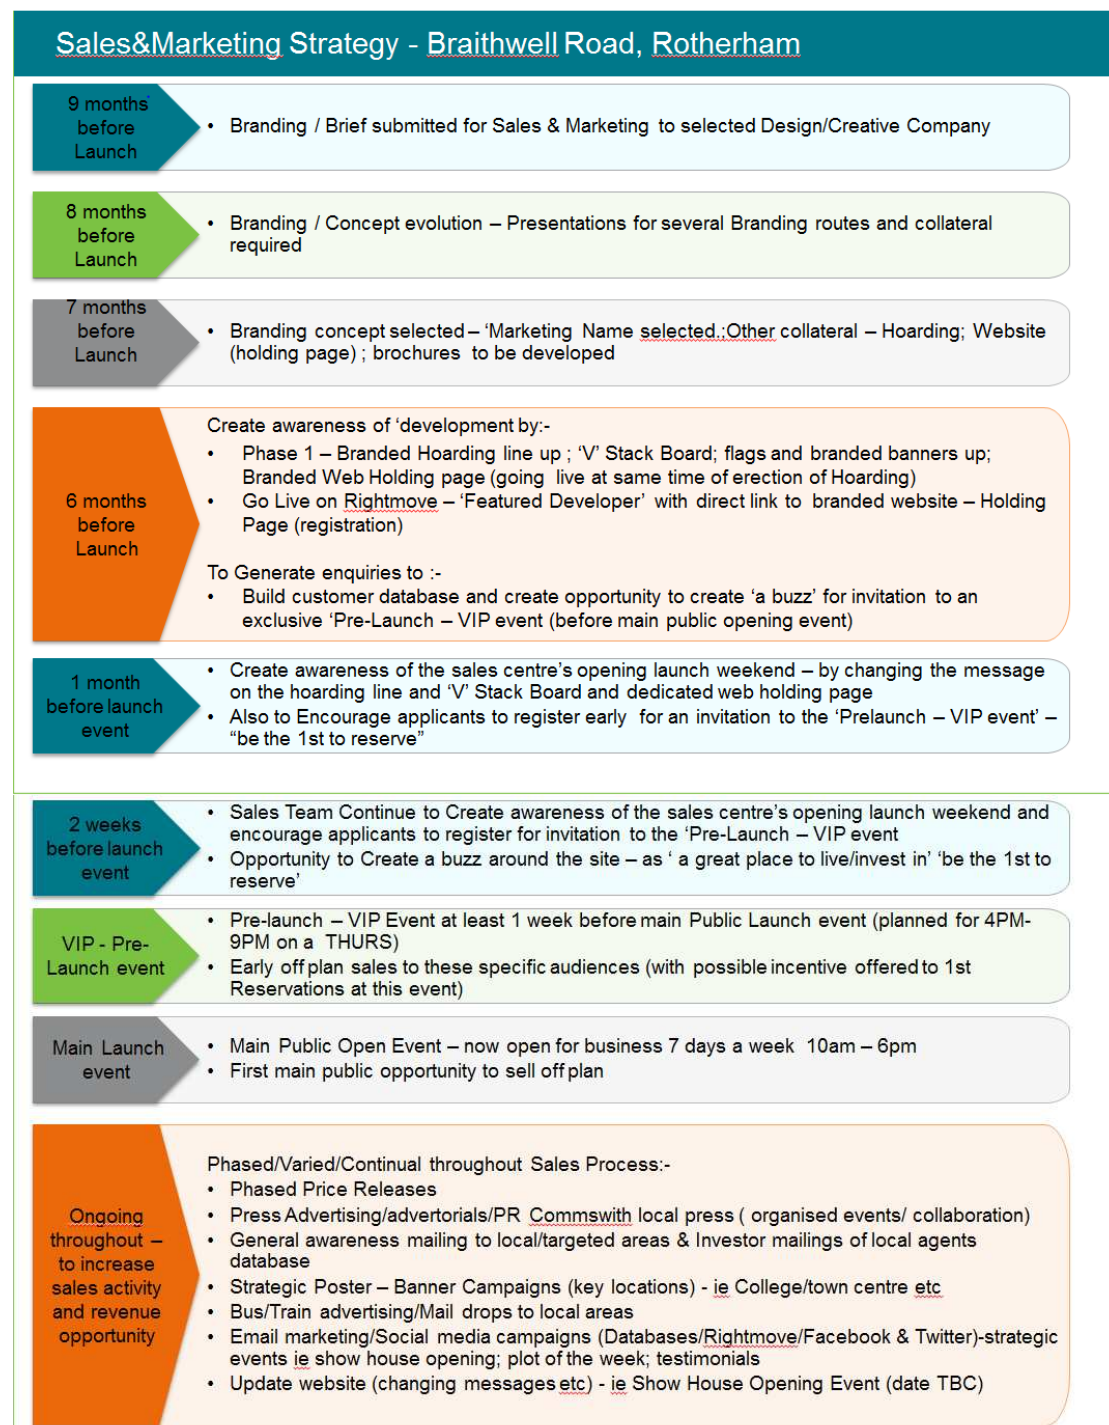 Sales&Marketing Strategy - Braithwell Road, Rotherham
9 months
before
Launch
• Branding / Brief submitted for Sales & Marketing to selected Design/Creative Company
8 months
before
Launch
• Branding / Concept evolution – Presentations for several Branding routes and collateral
required
7 months
before
Launch
• Branding concept selected – ‘Marketing Name selected.;Other collateral – Hoarding; Website
(holding page) ; brochures to be developed
6 months
before
Launch
Create awareness of ‘development by:-
• Phase 1 – Branded Hoarding line up ; ‘V’ Stack Board; flags and branded banners up;
Branded Web Holding page (going live at same time of erection of Hoarding)
• Go Live on Rightmove – ‘Featured Developer’ with direct link to branded website – Holding
Page (registration)
To Generate enquiries to :-
• Build customer database and create opportunity to create ‘a buzz’ for invitation to an
exclusive ‘Pre-Launch – VIP event (before main public opening event)
1 month
before launch
event
• Create awareness of the sales centre’s opening launch weekend – by changing the message
on the hoarding line and ‘V’ Stack Board and dedicated web holding page
• Also to Encourage applicants to register early for an invitation to the ‘Prelaunch – VIP event’ –
“be the 1st to reserve”
2 weeks
before launch
event
• Sales Team Continue to Create awareness of the sales centre’s opening launch weekend and
encourage applicants to register for invitation to the ‘Pre-Launch – VIP event
• Opportunity to Create a buzz around the site – as ‘ a great place to live/invest in’ ‘be the 1st to
reserve’
VIP - Pre-
Launch event
• Pre-launch – VIP Event at least 1 week before main Public Launch event (planned for 4PM-
9PM on a THURS)
• Early off plan sales to these specific audiences (with possible incentive offered to 1st
Reservations at this event)
Main Launch
event
• Main Public Open Event – now open for business 7 days a week 10am – 6pm
• First main public opportunity to sell off plan
Ongoing
throughout –
to increase
sales activity
and revenue
opportunity
Phased/Varied/Continual throughout Sales Process:-
• Phased Price Releases
• Press Advertising/advertorials/PR Commswith local press ( organised events/ collaboration)
• General awareness mailing to local/targeted areas & Investor mailings of local agents
database
• Strategic Poster – Banner Campaigns (key locations) - ie College/town centre etc
• Bus/Train advertising/Mail drops to local areas
• Email marketing/Social media campaigns (Databases/Rightmove/Facebook & Twitter)-strategic
events ie show house opening; plot of the week; testimonials
• Update website (changing messages etc) - ie Show House Opening Event (date TBC)